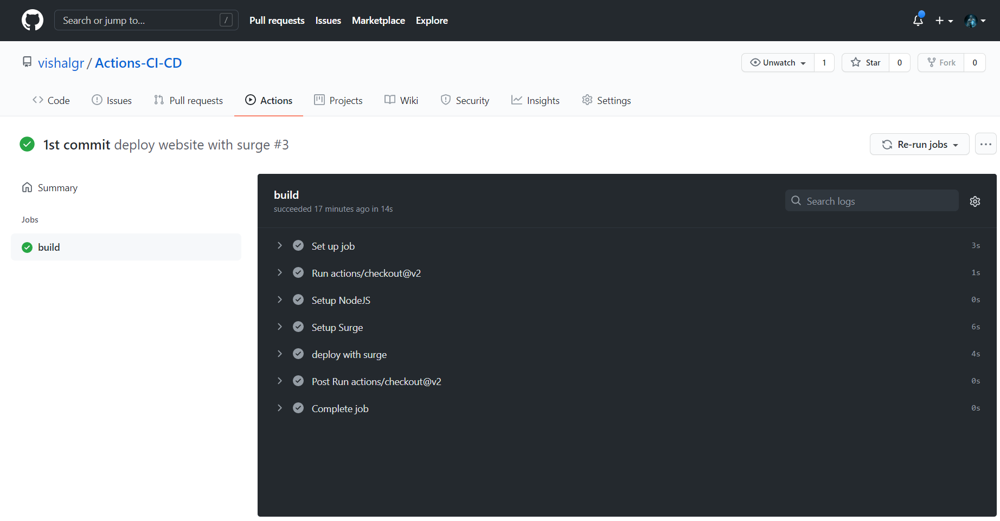 Search or jump to... /
Pull requests Issues Marketplace Explore
vishalgr / Actions-CI-CD
Unwatch 1 Star 0 Fork 0
Code Issues Pull requests Actions Projects Wiki Security Insights Settings
1st commit deploy website with surge #3
Re-run jobs
Summary
Jobs
build
build
succeeded 17 minutes ago in 14s
Search logs
Set up job 3s
Run actions/checkout@v2 1s
Setup NodeJS 0s
Setup Surge 6s
deploy with surge 4s
Post Run actions/checkout@v2 0s
Complete job 0s